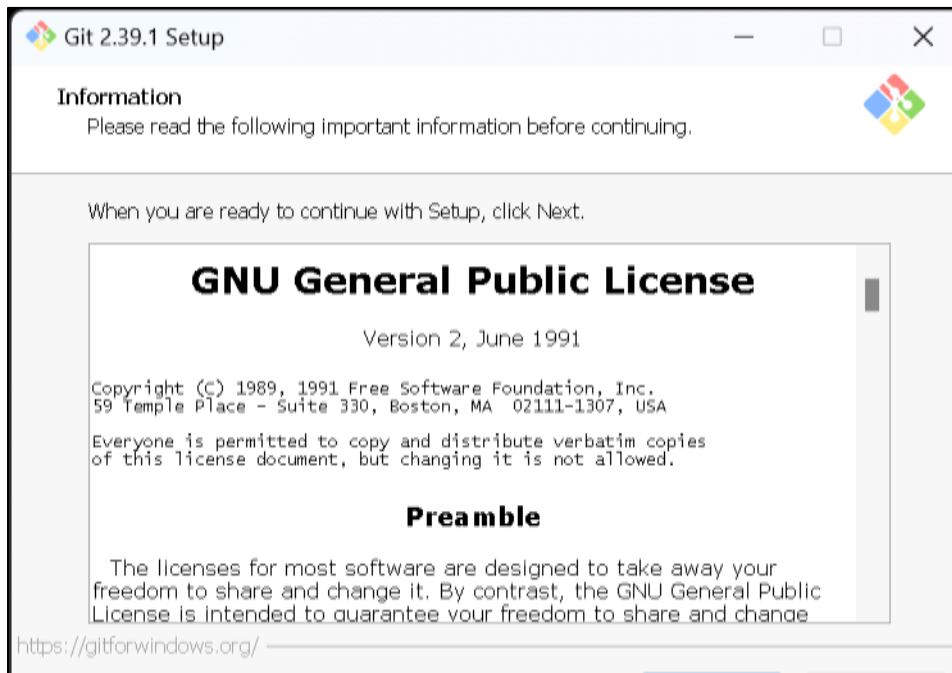 Git 2.39.1 Setup
Information
Please read the following important information before continuing.
When you are ready to continue with Setup, click Next.
GNU General Public License
Version 2, June 1991
Copyright (C) 1989, 1991 Free Software Foundation, Inc.
59 Temple Place - Suite 330, Boston, MA  02111-1307, USA
Everyone is permitted to copy and distribute verbatim copies
of this license document, but changing it is not allowed.
Preamble
The licenses for most software are designed to take away your
freedom to share and change it. By contrast, the GNU General Public
License is intended to guarantee your freedom to share and change
https://gitforwindows.org/